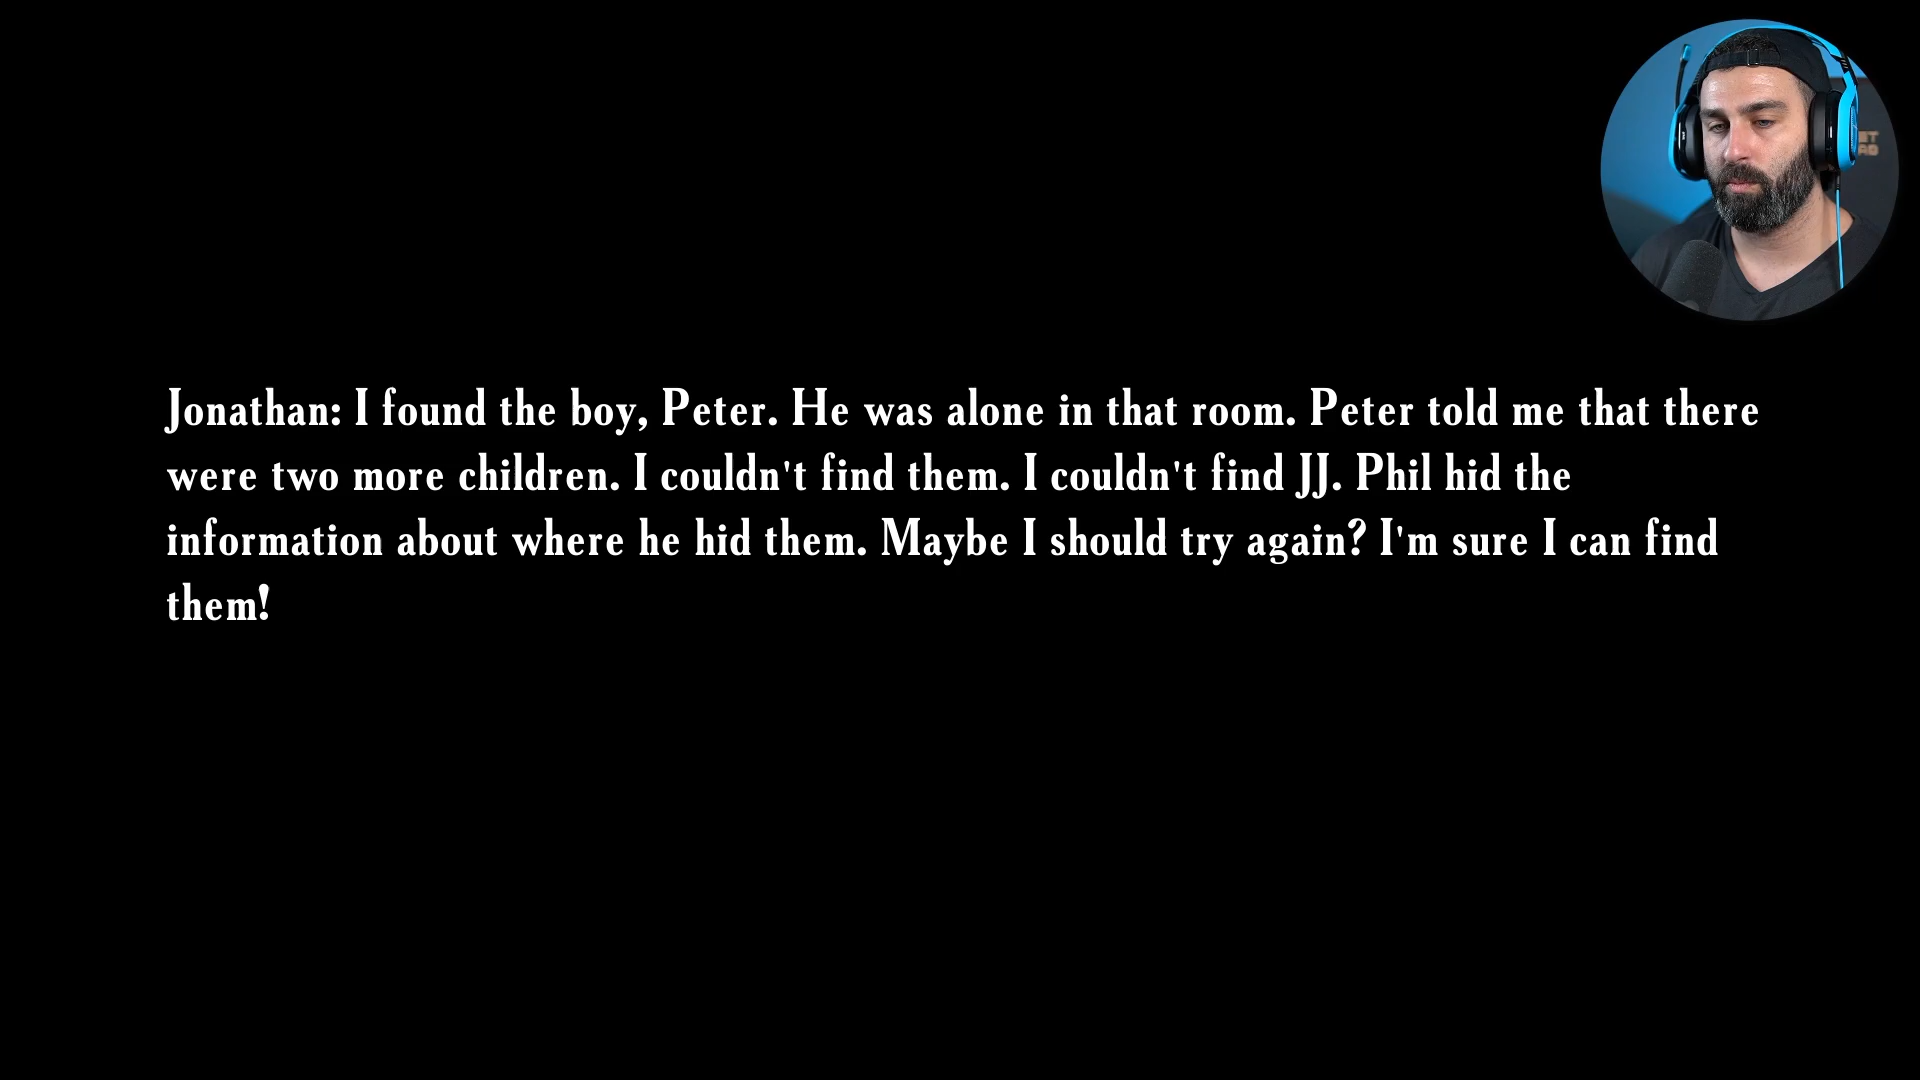 Jonathan: I found the boy, Peter. He was alone in that room. Peter told me that there
were two more children. I couldn't find them. I couldn't find JJ. Phil hid the
information about where he hid them. Maybe I should try again? I'm sure I can find
them!